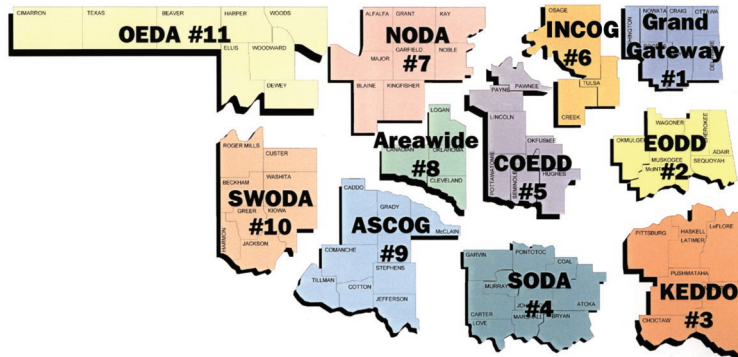 CIMARRON
TEXAS
BEAVER
HARPER
WOODS
OEDA #11
ELLIS
WOODWARD
DEWEY
ALFALFA
GRANT
KAY
NODA
MAJOR
GARFIELD
NOBLE
#7
BLAINE
KINGFISHER
OSAGE
INCOG
#6
TULSA
CREEK
NOWATA
CRAIG
OTTAWA
Grand
Gateway
#1
PAWNEE
LINCOLN
OKFUSKEE
COEDD
HUGHES
#5
POTTAWATOMIE
SEMINOLE
LOGAN
Areawide
CANADIAN
OKLAHOMA
#8
CLEVELAND
WAGONER
CHEROKEE
OKMULGEE
EODD
ADAIR
MUSKOGEE
SEQUOYAH
#2
ROGER MILLS
CUSTER
BECKHAM
WASHITA
SWODA
GREER
KIOWA
#10
HARMON
JACKSON
CADDO
GRADY
ASCOG
McCLAIN
#9
COMANCHE
STEPHENS
TILLMAN
COTTON
JEFFERSON
GARVIN
PONTOTOC
COAL
SODA
MURRAY
#4
ATOKA
CARTER
LOVE
MARSHALL
BRYAN
LeFLORE
PITTSBURG
HASKELL
LATIMER
PUSHMATAHA
KEDDO
#3
CHOCTAW